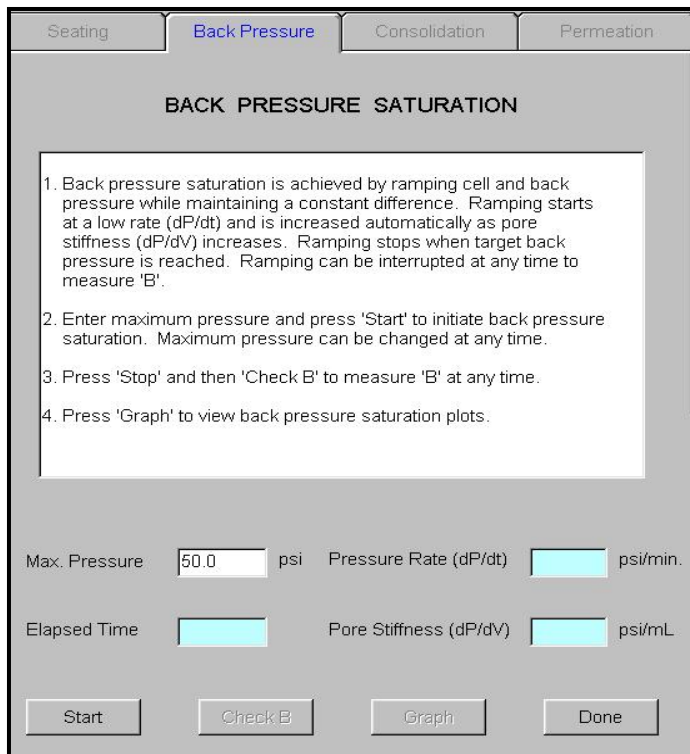 Seating
Back Pressure
Consolidation
Permeation
BACK PRESSURE SATURATION
1. Back pressure saturation is achieved by ramping cell and back
pressure while maintaining a constant difference. Ramping starts
at a low rate (dP/dt) and is increased automatically as pore
stiffness (dP/dV) increases. Ramping stops when target back
pressure is reached. Ramping can be interrupted at any time to
measure 'B'.
2. Enter maximum pressure and press 'Start' to initiate back pressure
saturation. Maximum pressure can be changed at any time.
3. Press 'Stop' and then 'Check B' to measure 'B' at any time.
4. Press 'Graph' to view back pressure saturation plots.
Max. Pressure 50.0 psi Pressure Rate (dP/dt) psi/min.
Elapsed Time Pore Stiffness (dP/dV) psi/mL
Start
Check B
Graph
Done